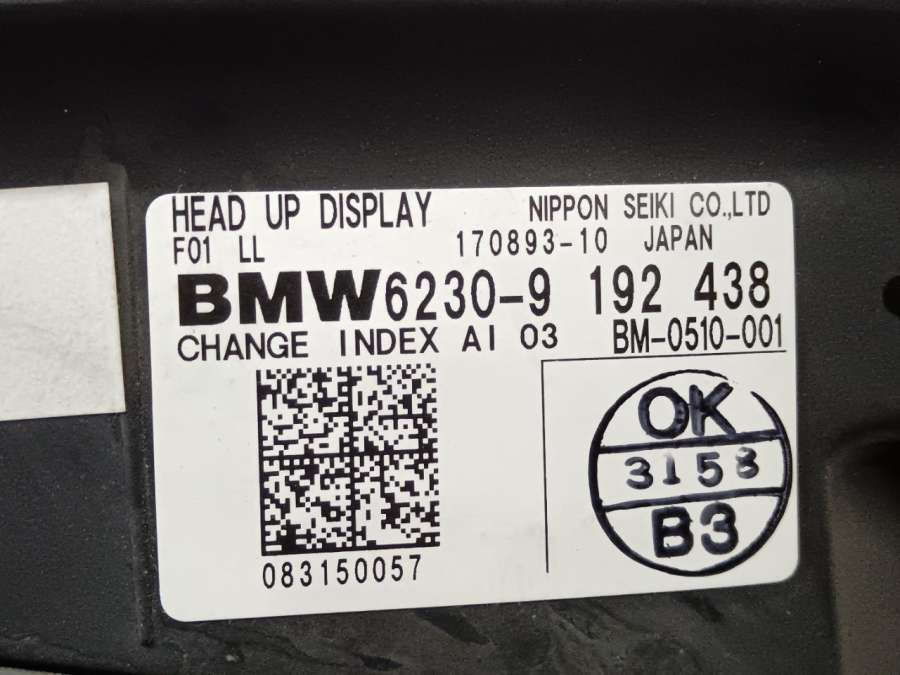 HEAD UP DISPLAY NIPPON SEIKI CO.,LTD
F01 LL 170893-10 JAPAN
BMW6230-9 192 438
CHANGE INDEX AI 03 BM-0510-001
083150057
OK
3158
B3